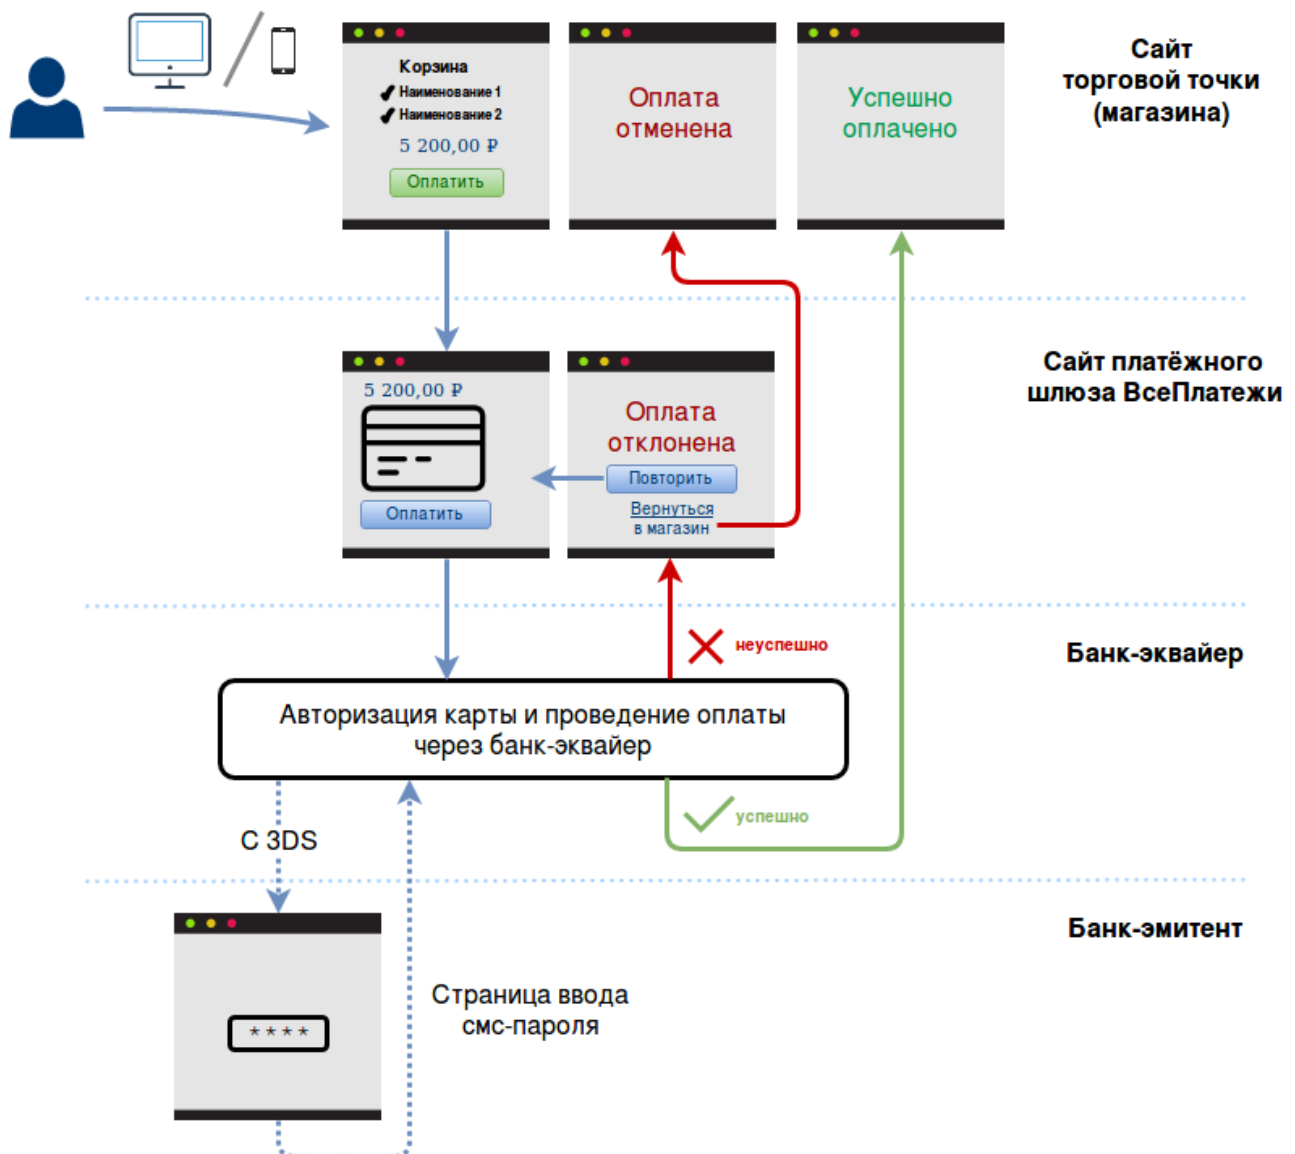 Корзина
Наименование 1
Наименование 2
5 200,00 ₽
Оплатить
Оплата
отменена
Успешно
оплачено
Сайт
торговой точки
(магазина)
5 200,00 ₽
Оплатить
Оплата
отклонена
Повторить
Вернуться
в магазин
Сайт платёжного
шлюза ВсеПлатежи
неуспешно
Банк-эквайер
Авторизация карты и проведение оплаты
через банк-эквайер
успешно
С 3DS
Банк-эмитент
* * * *
Страница ввода
смс-пароля